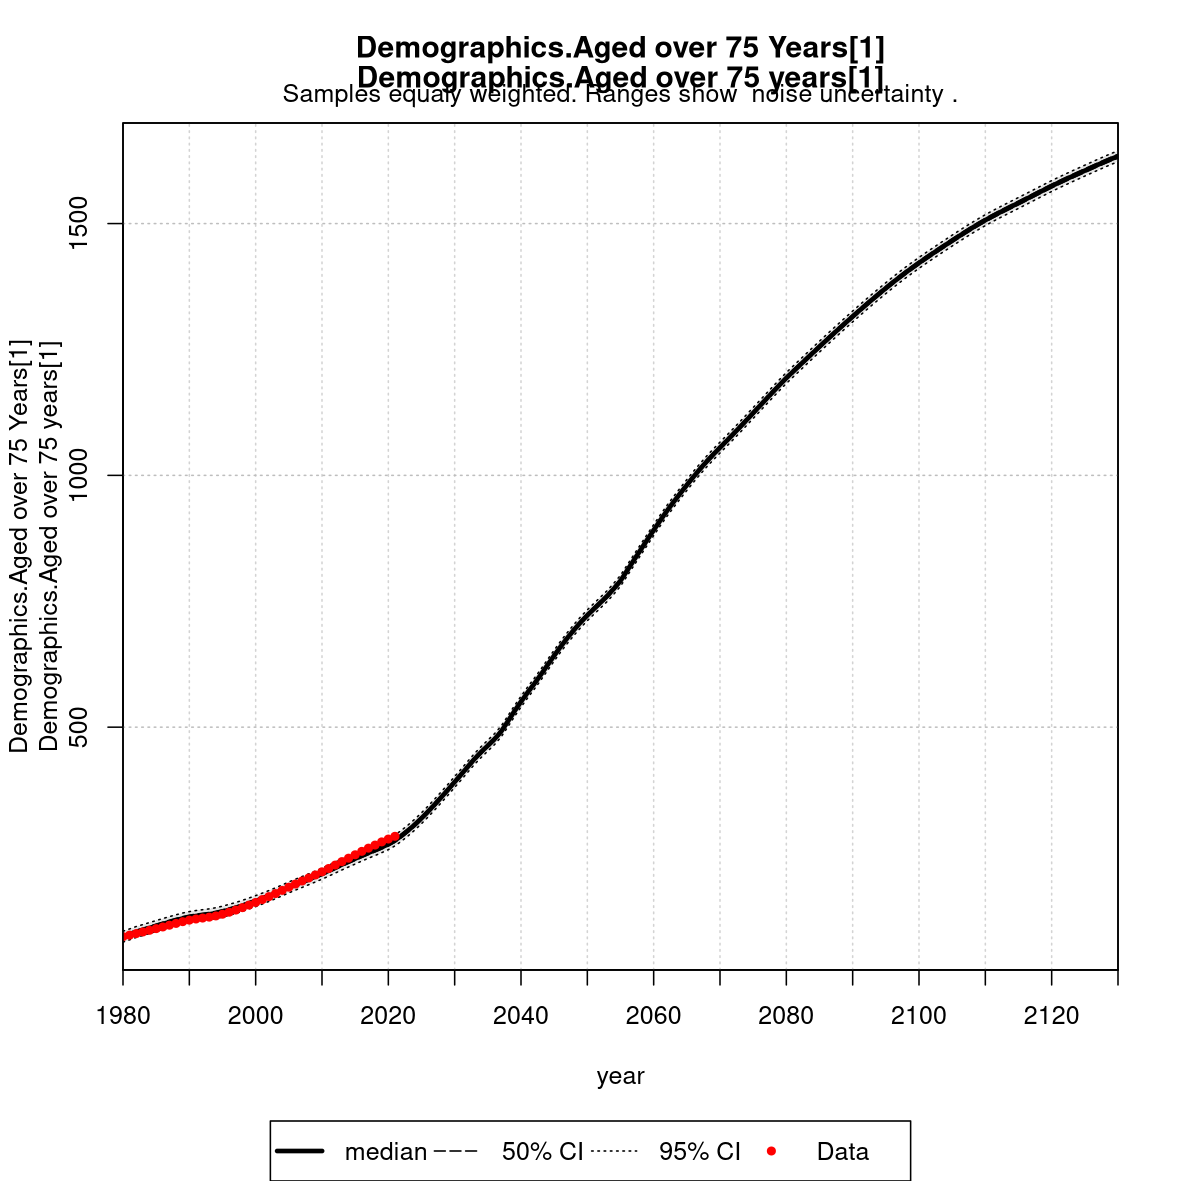 Demographics.Aged over 75 Years[1]
Demographics.Aged over 75 years[1]
Samples equaly weighted. Ranges show  noise uncertainty .
Demographics.Aged over 75 Years[1]
Demographics.Aged over 75 years[1]
1500
1000
500
1980 2000 2020 2040 2060 2080 2100 2120
year
median 50% CI 95% CI Data